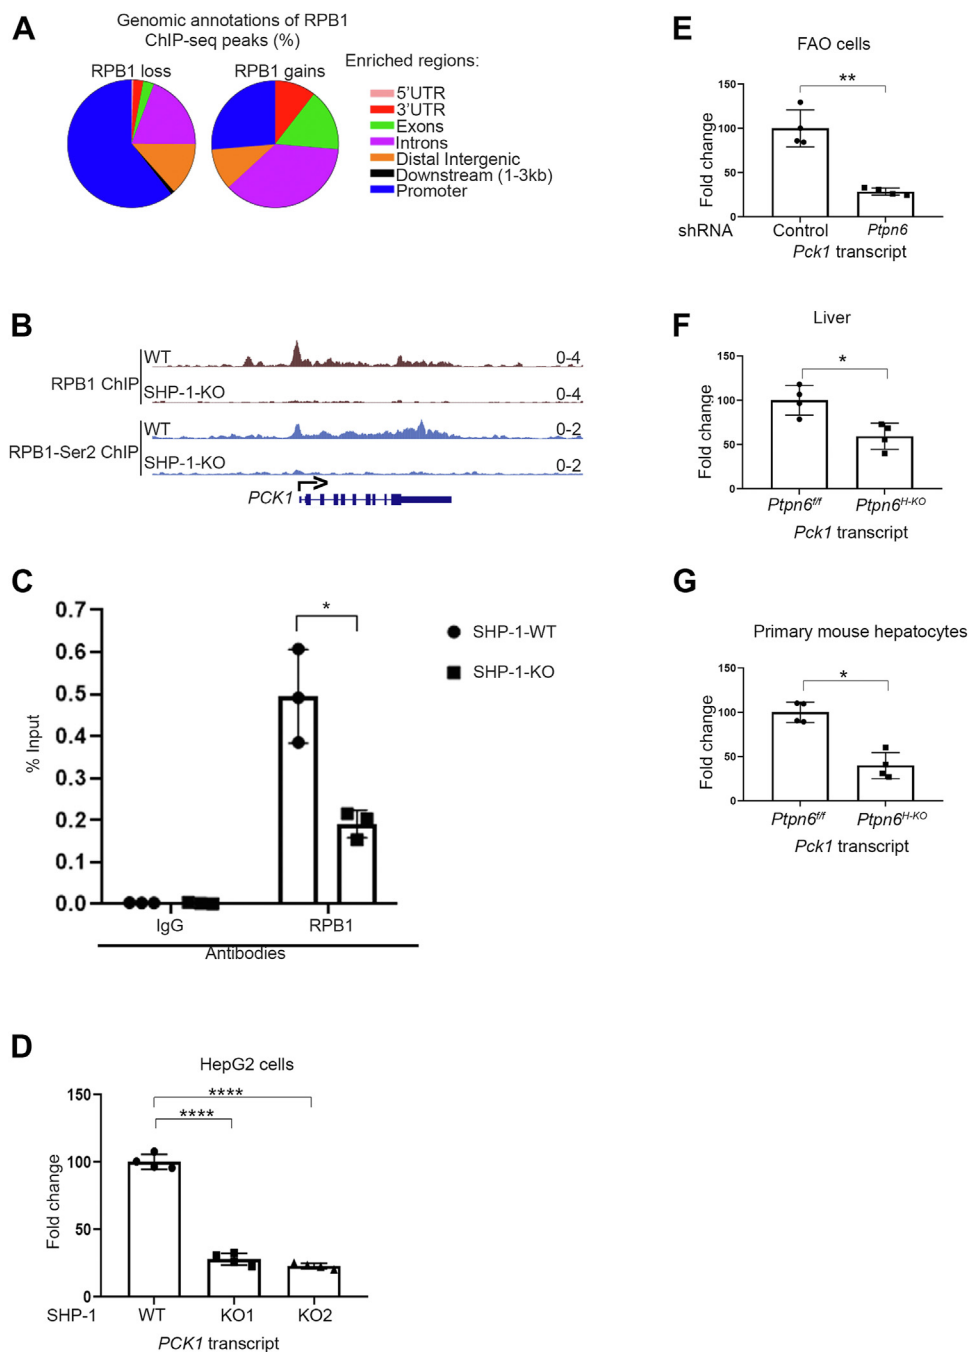 A
Genomic annotations of RPB1
ChIP-seq peaks (%)
RPB1 loss
RPB1 gains
Enriched regions:
5'UTR
3'UTR
Exons
Introns
Distal Intergenic
Downstream (1-3kb)
Promoter
B
RPB1 ChIP
WT
0-4
SHP-1-KO
0-4
RPB1-Ser2 ChIP
WT
0-2
SHP-1-KO
0-2
PCK1
C
0.7
0.6
0.5
0.4
0.3
0.2
0.1
0.0
% Input
*
SHP-1-WT
SHP-1-KO
IgG
RPB1
Antibodies
D
HepG2 cells
150
100
50
0
Fold change
****
****
SHP-1
WT
KO1
KO2
PCK1 transcript
E
FAO cells
150
100
50
0
Fold change
**
shRNA
Control
Ptpn6
Pck1 transcript
F
Liver
150
100
50
0
Fold change
*
Ptpn6f/f
Ptpn6H-KO
Pck1 transcript
G
Primary mouse hepatocytes
150
100
50
0
Fold change
*
Ptpn6f/f
Ptpn6H-KO
Pck1 transcript